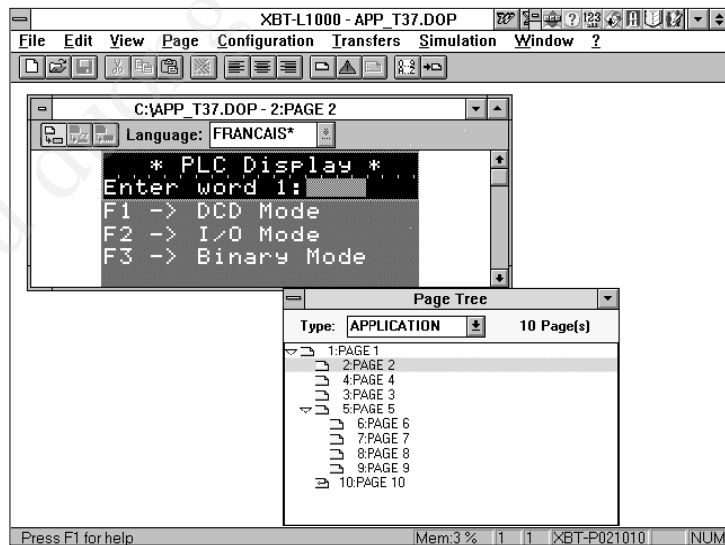 XBT-L1000 - APP_T37.DOP
File Edit View Page Configuration Transfers Simulation Window ?
C:\APP_T37.DOP - 2:PAGE 2
Language: FRANCAIS*
* PLC Display *
Enter word 1:
F1 -> DCD Mode
F2 -> I/O Mode
F3 -> Binary Mode
Page Tree
Type: APPLICATION 10 Page(s)
1:PAGE 1
2:PAGE 2
4:PAGE 4
3:PAGE 3
5:PAGE 5
6:PAGE 6
7:PAGE 7
8:PAGE 8
9:PAGE 9
10:PAGE 10
Press F1 for help Mem:3 % 1 1 XBT-P021010 NUM